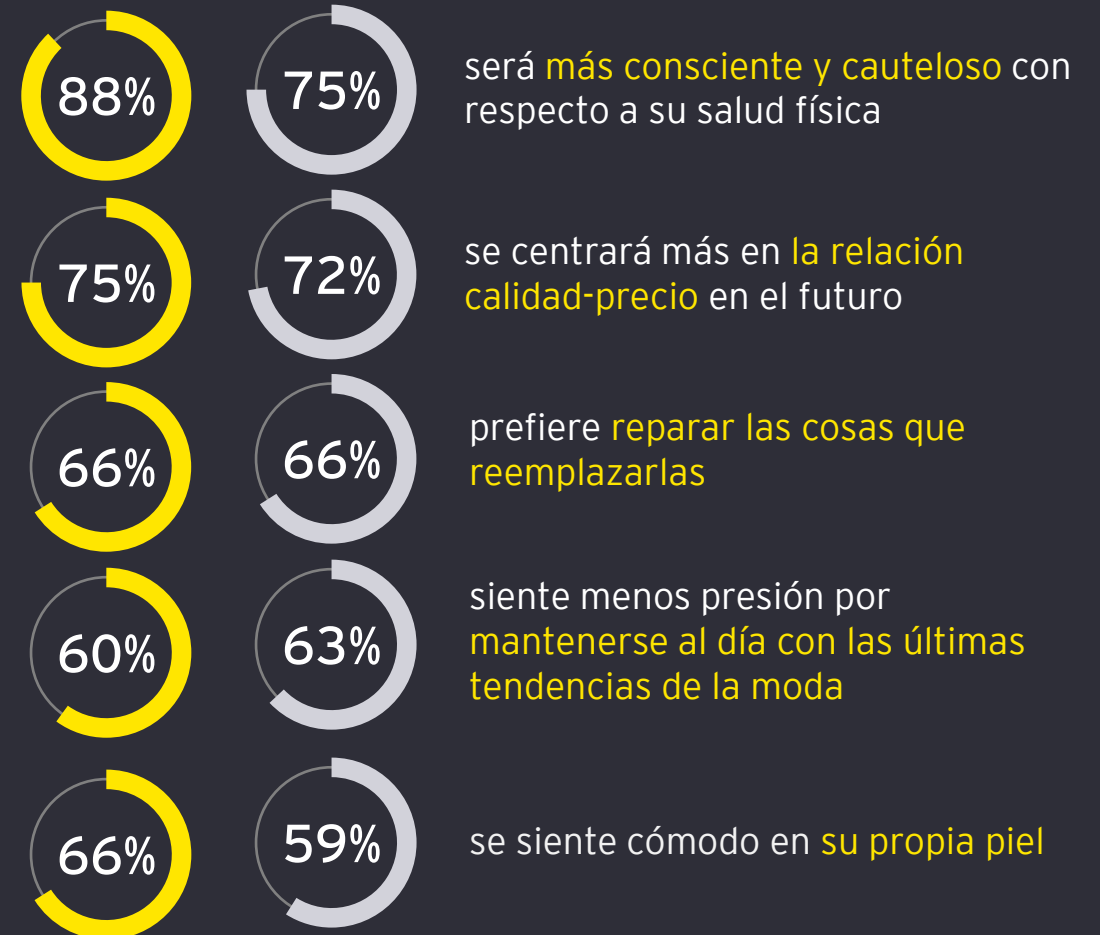 88%
75%
será más consciente y cauteloso con
respecto a su salud física
75%
72%
se centrará más en la relación
calidad-precio en el futuro
66%
66%
prefiere reparar las cosas que
reemplazarlas
60%
63%
siente menos presión por
mantenerse al día con las últimas
tendencias de la moda
66%
59%
se siente cómodo en su propia piel